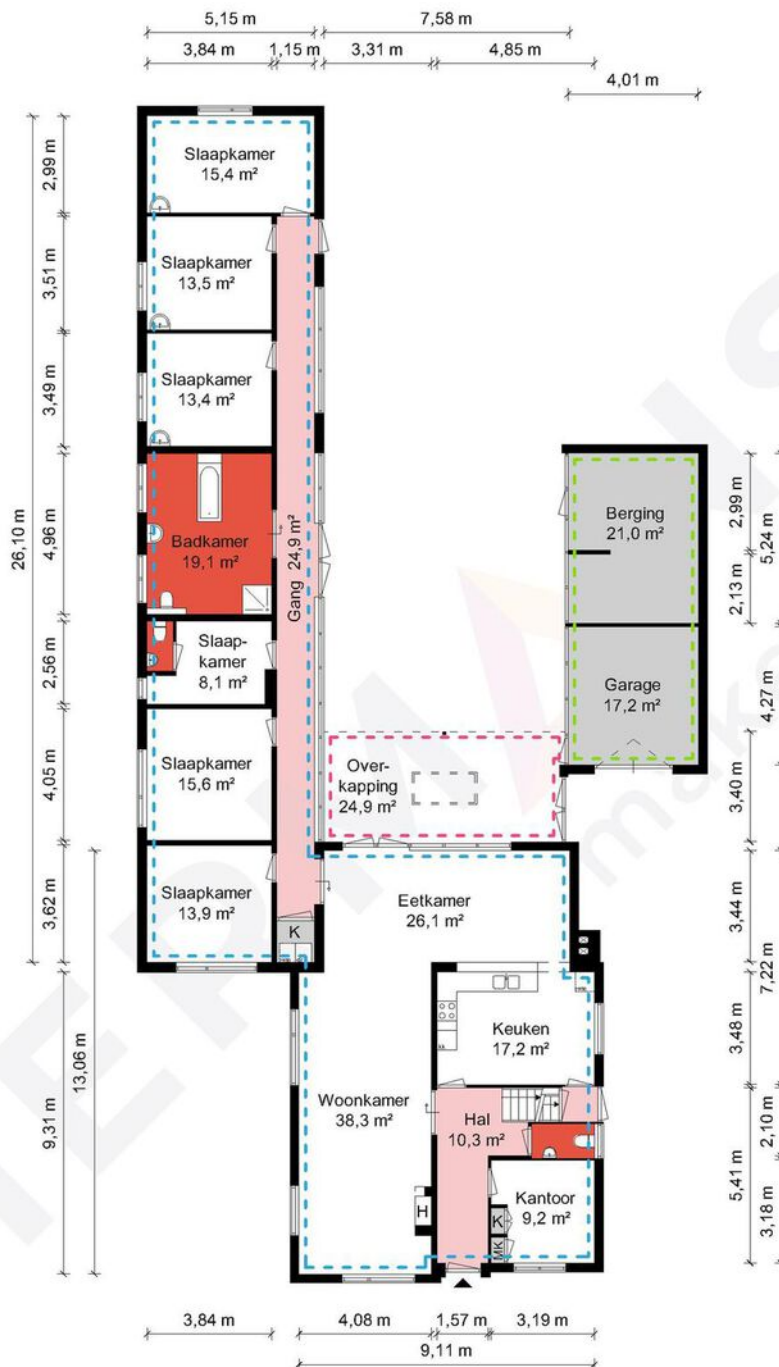 5,15 m
7,58 m
3,84 m
1,15 m
3,31 m
4,85 m
4,01 m
Slaapkamer
15,4 m²
2,99 m
Slaapkamer
13,5 m²
3,51 m
Slaapkamer
13,4 m²
3,49 m
26,10 m
4,96 m
Badkamer
19,1 m²
Gang 24,9 m²
Berging
21,0 m²
2,99 m
5,24 m
2,13 m
Slaap-
kamer
8,1 m²
2,56 m
Garage
17,2 m²
4,27 m
Slaapkamer
15,6 m²
4,05 m
Over-
kapping
24,9 m²
3,40 m
Slaapkamer
13,9 m²
3,62 m
K
Eetkamer
26,1 m²
3,44 m
7,22 m
Keuken
17,2 m²
3,48 m
13,06 m
9,31 m
Woonkamer
38,3 m²
Hal
10,3 m²
2,10 m
5,41 m
H
K
MK
Kantoor
9,2 m²
3,18 m
3,84 m
4,08 m
1,57 m
3,19 m
9,11 m